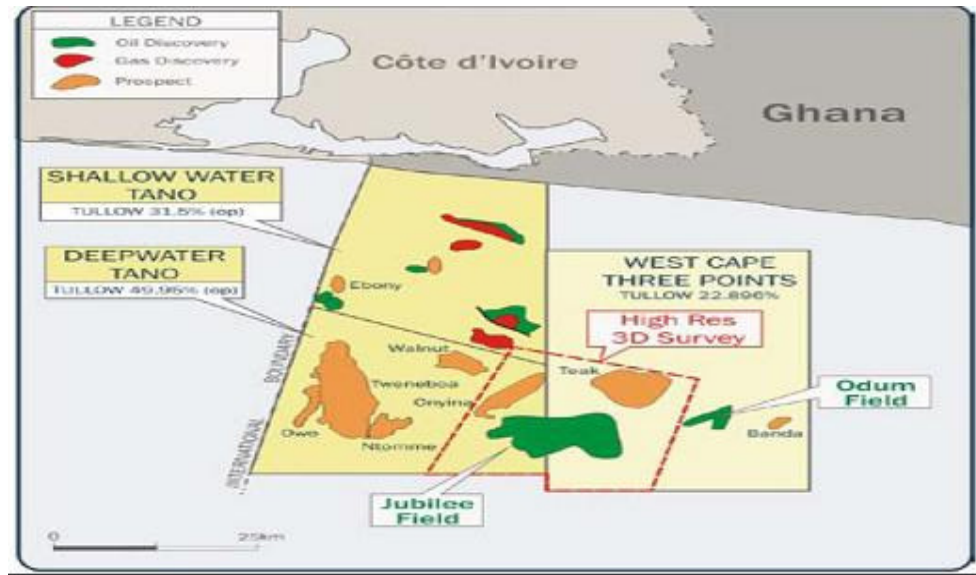 LEGEND
Oil Discovery
Gas Discovery
Prospect
Côte d'Ivoire
Ghana
SHALLOW WATER
TANO
TULLOW 31.5% (op)
DEEPWATER
TANO
TULLOW 49.95% (op)
WEST CAPE
THREE POINTS
TULLOW 22.896%
High Res
3D Survey
Ebony
Walnut
Tweneboa
Onyina
Owo
Ntomme
Teak
Banda
Odum
Field
Jubilee
Field
INTERNATIONAL BOUNDARY
0 25km